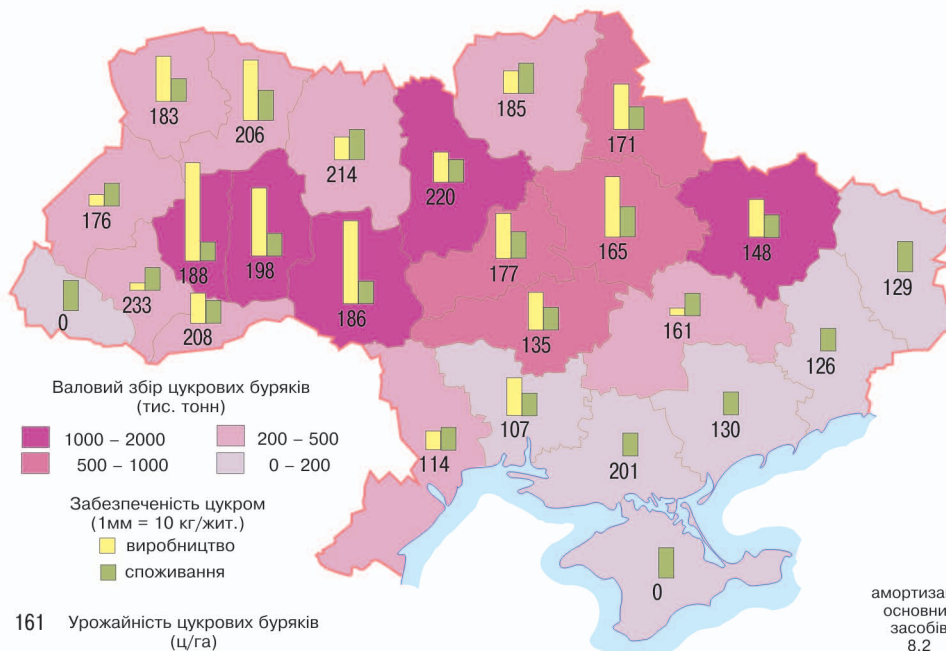 183
206
214
185
171
176
188
198
220
177
165
148
129
0
233
208
186
135
161
126
114
107
201
130
0
Валовий збір цукрових буряків
(тис. тонн)
1000 – 2000
200 – 500
500 – 1000
0 – 200
Забезпеченість цукром
(1мм = 10 кг/жит.)
виробництво
споживання
161 Урожайність цукрових буряків
(ц/га)
амортиза
основни
засобів
8.2